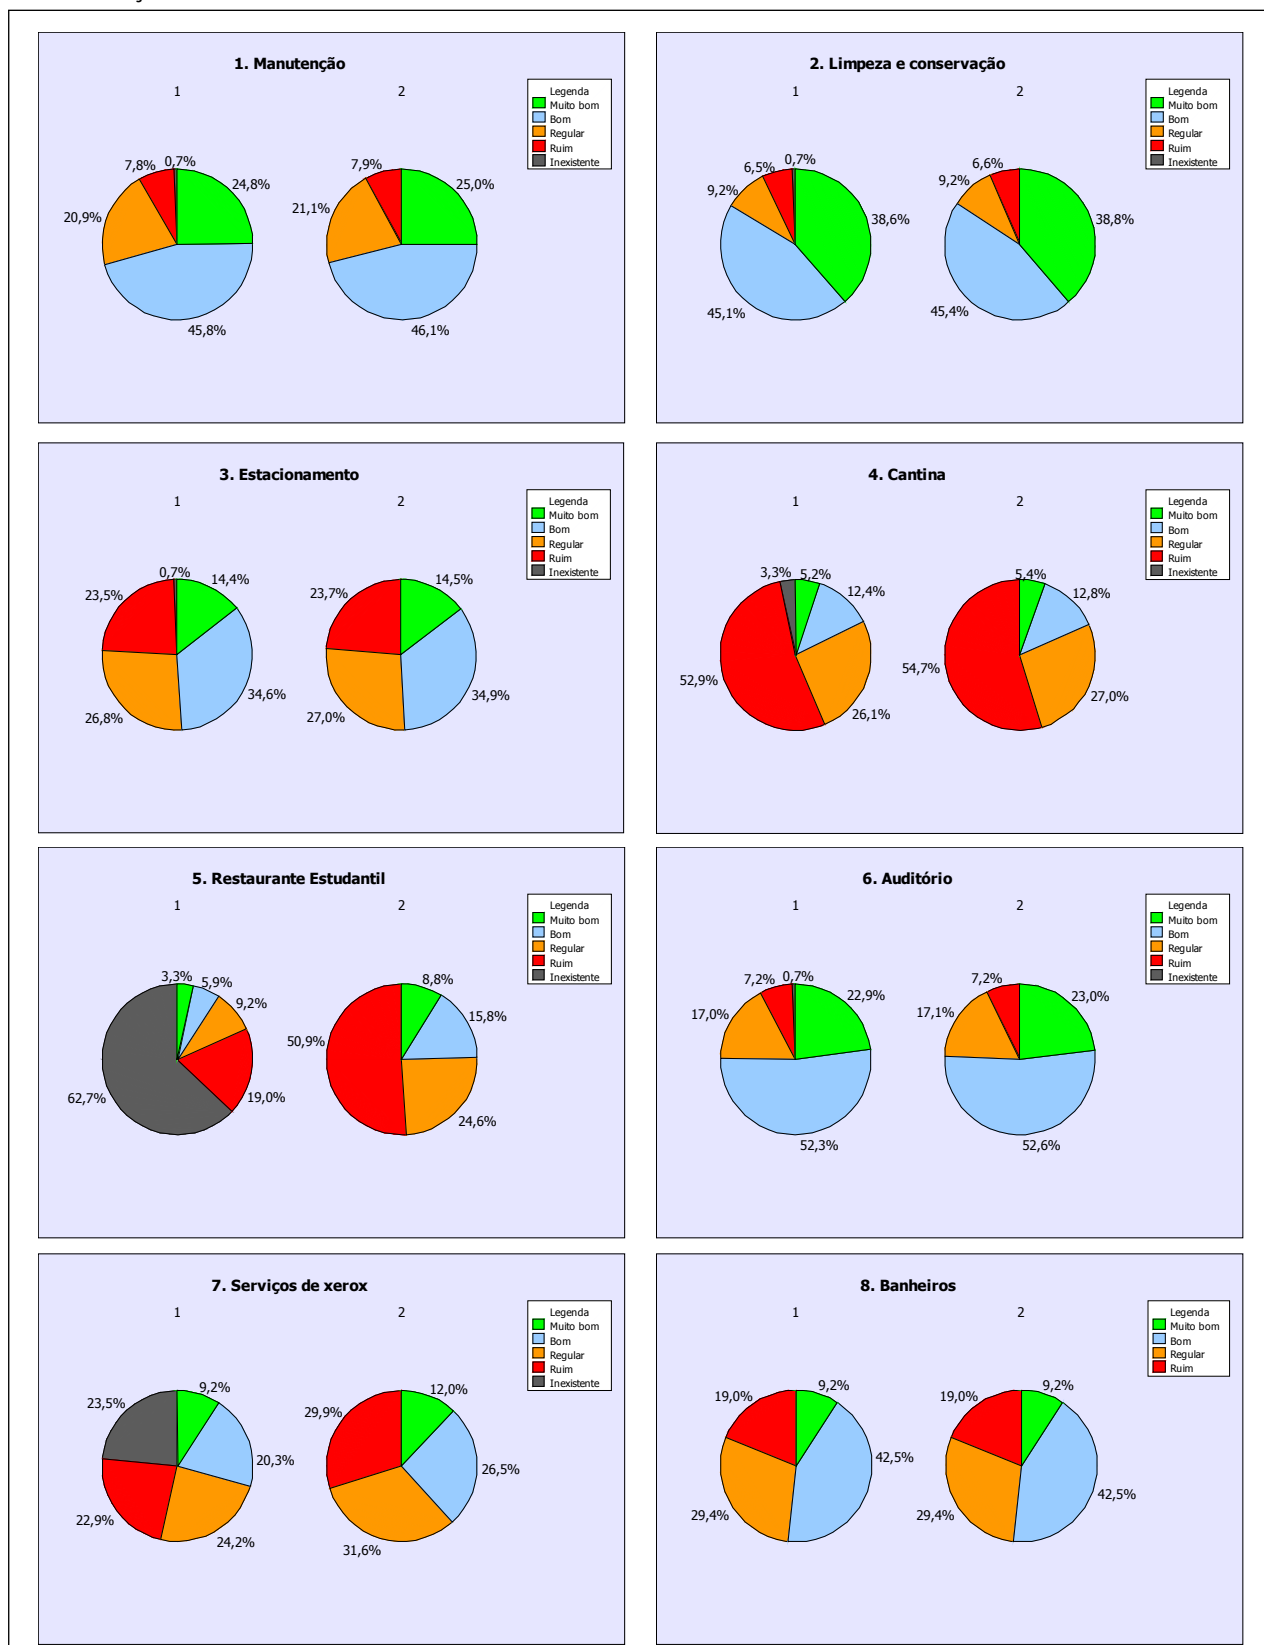 1. Manutenção
1
2
Legenda
Muito bom
Bom
Regular
Ruim
Inexistente
7,8%
0,7%
24,8%
20,9%
45,8%
7,9%
25,0%
21,1%
46,1%
2. Limpeza e conservação
1
2
Legenda
Muito bom
Bom
Regular
Ruim
Inexistente
6,5%
0,7%
9,2%
38,6%
45,1%
6,6%
9,2%
38,8%
45,4%
3. Estacionamento
1
2
Legenda
Muito bom
Bom
Regular
Ruim
Inexistente
0,7%
14,4%
23,5%
34,6%
26,8%
14,5%
23,7%
34,9%
27,0%
4. Cantina
1
2
Legenda
Muito bom
Bom
Regular
Ruim
Inexistente
3,3%
5,2%
12,4%
52,9%
26,1%
5,4%
12,8%
54,7%
27,0%
5. Restaurante Estudantil
1
2
Legenda
Muito bom
Bom
Regular
Ruim
Inexistente
3,3%
5,9%
9,2%
62,7%
19,0%
8,8%
15,8%
50,9%
24,6%
6. Auditório
1
2
Legenda
Muito bom
Bom
Regular
Ruim
Inexistente
7,2%
0,7%
22,9%
17,0%
52,3%
7,2%
23,0%
17,1%
52,6%
7. Serviços de xerox
1
2
Legenda
Muito bom
Bom
Regular
Ruim
Inexistente
9,2%
23,5%
20,3%
22,9%
24,2%
12,0%
29,9%
26,5%
31,6%
8. Banheiros
1
2
Legenda
Muito bom
Bom
Regular
Ruim
19,0%
9,2%
42,5%
29,4%
19,0%
9,2%
42,5%
29,4%